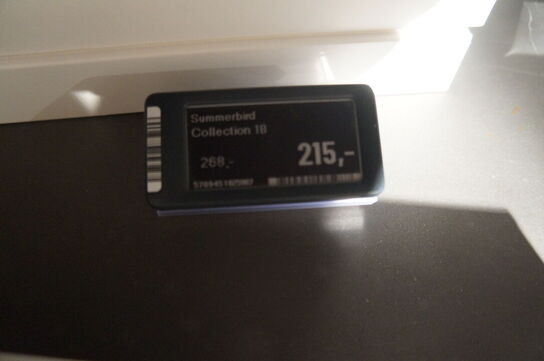 Summerbird
Collection 18
268,-
215,-